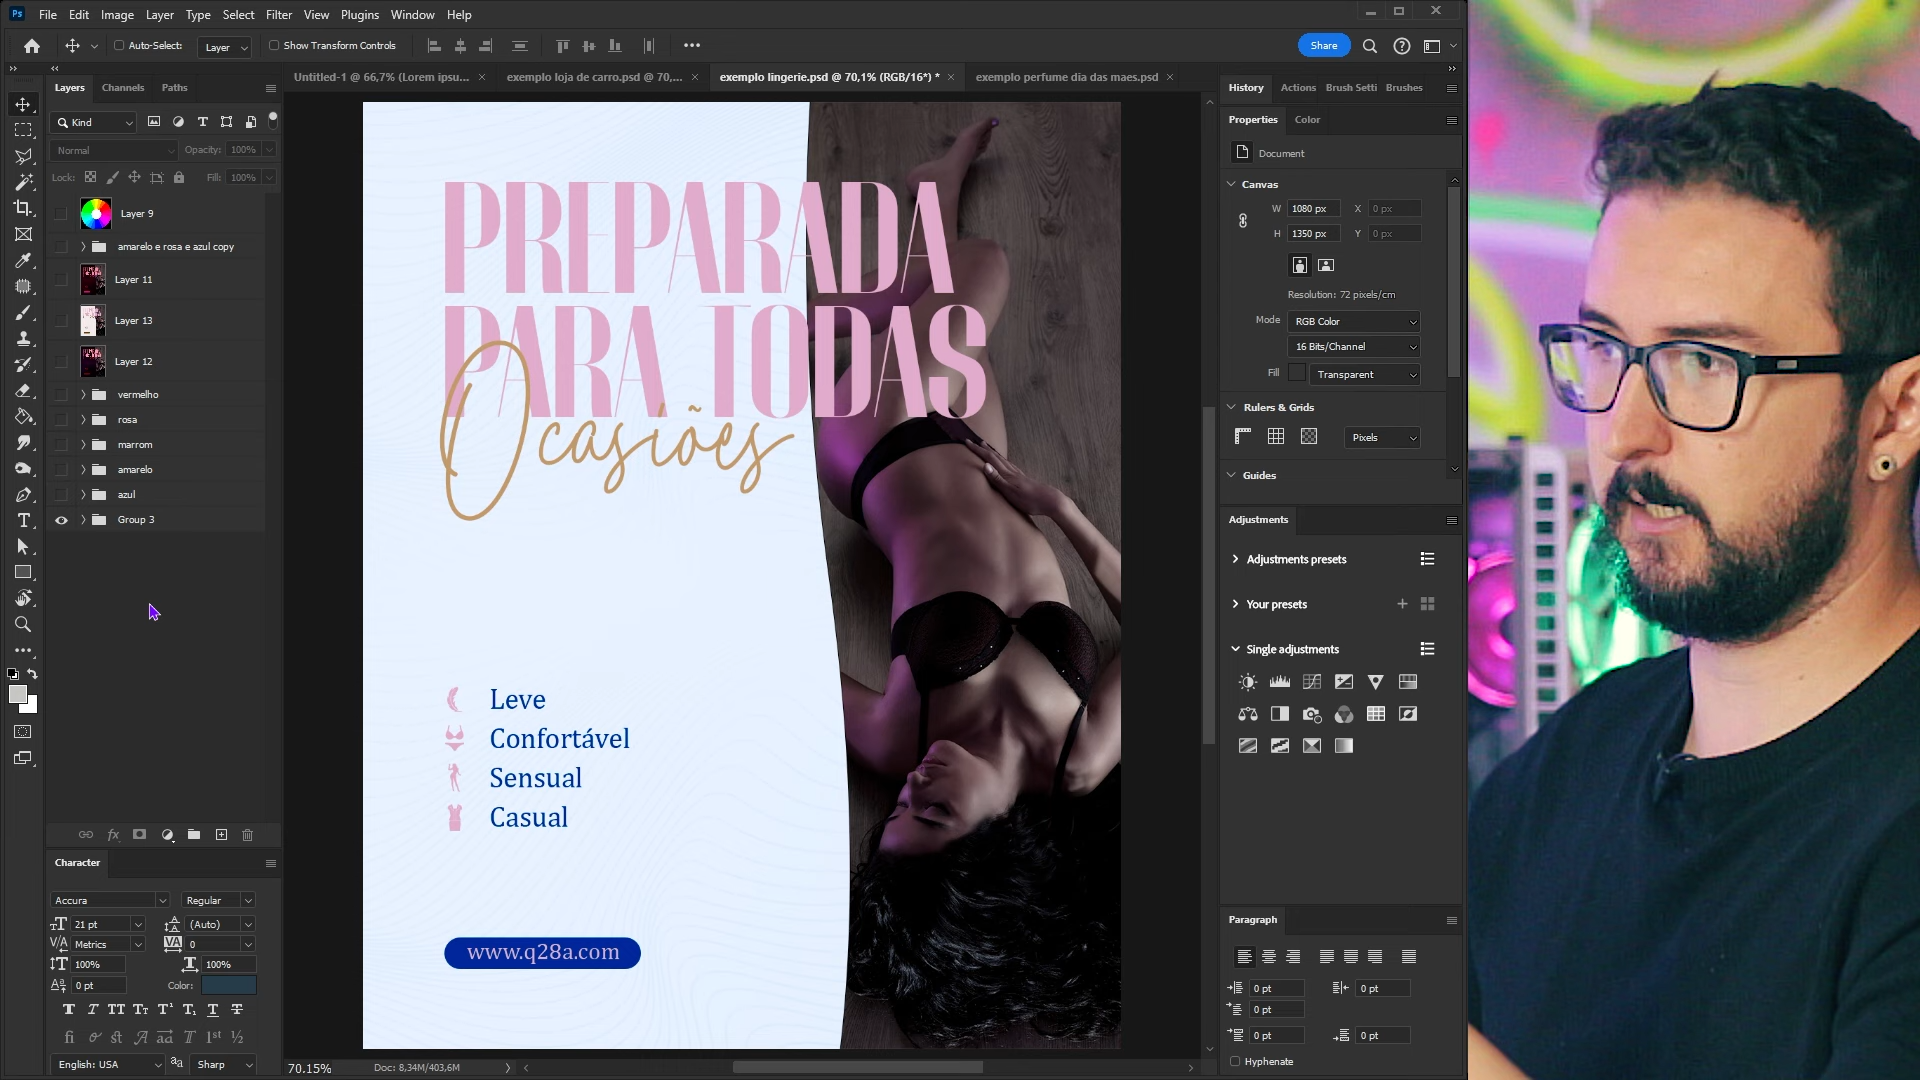 Ps File Edit Image Layer Type Select Filter View Plugins Window Help
Auto-Select: Layer Show Transform Controls Share
Untitled-1 @ 66,7% (Lorem ipsu... exemplo loja de carro.psd @ 70,... exemplo lingerie.psd @ 70,1% (RGB/16*) * exemplo perfume dia das maes.psd
Layers Channels Paths
Kind
Normal Opacity: 100%
Lock: Fill: 100%
Layer 9
amarelo e rosa e azul copy
Layer 11
Layer 13
Layer 12
vermelho
rosa
marrom
amarelo
azul
Group 3
Character
Accura Regular
21 pt (Auto)
Metrics 0
100% 100%
0 pt Color:
English: USA Sharp
PREPARADA
PARA TODAS
Ocasiões
Leve
Confortável
Sensual
Casual
www.q28a.com
70.15% Doc: 8,34M/403,6M
History Actions Brush Setti Brushes
Properties Color
Document
Canvas
W 1080 px X 0 px
H 1350 px Y 0 px
Resolution: 72 pixels/cm
Mode RGB Color
16 Bits/Channel
Fill Transparent
Rulers & Grids
Pixels
Guides
Adjustments
Adjustments presets
Your presets
Single adjustments
Paragraph
0 pt 0 pt
0 pt
0 pt 0 pt
Hyphenate